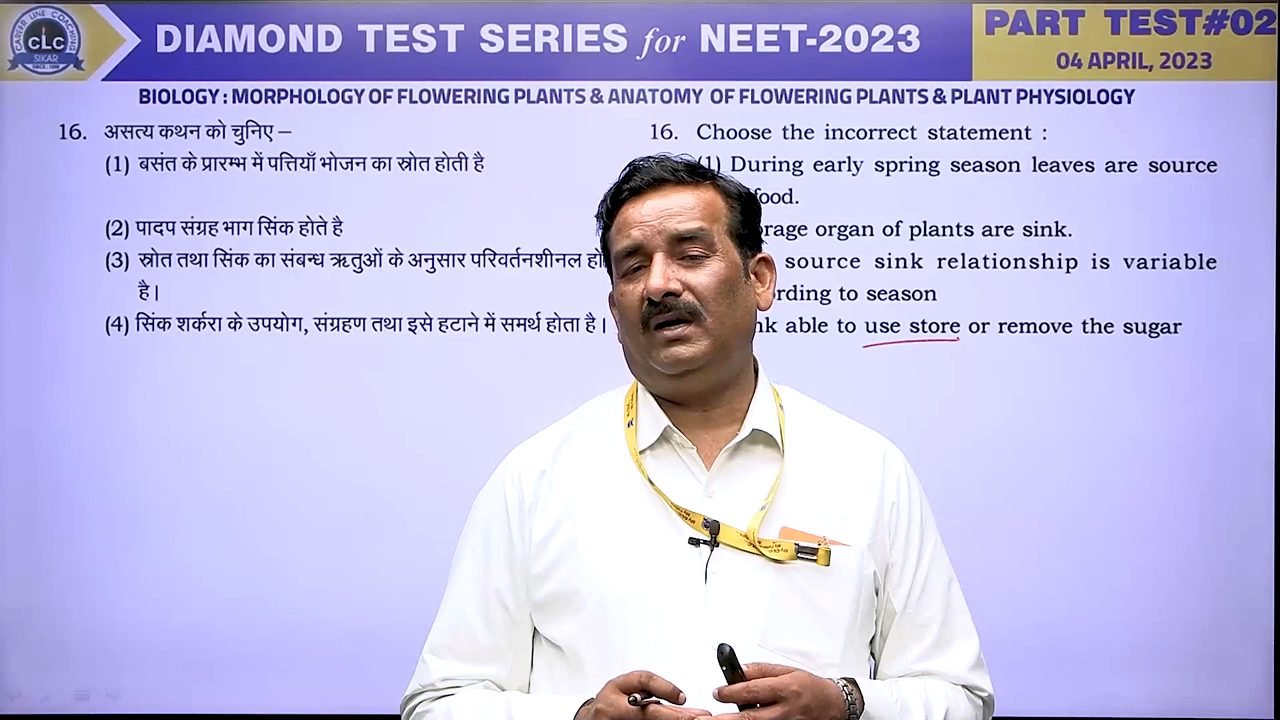 CAREER LINE COACHING
CLC
SIKAR
DIAMOND TEST SERIES for NEET-2023
PART TEST#02
04 APRIL, 2023
BIOLOGY : MORPHOLOGY OF FLOWERING PLANTS & ANATOMY OF FLOWERING PLANTS & PLANT PHYSIOLOGY
16. असत्य कथन को चुनिए –
(1) बसंत के प्रारम्भ में पत्तियाँ भोजन का स्रोत होती है
(2) पादप संग्रह भाग सिंक होते है
(3) स्रोत तथा सिंक का संबन्ध ऋतुओं के अनुसार परिवर्तनशील हो
है।
(4) सिंक शर्करा के उपयोग, संग्रहण तथा इसे हटाने में समर्थ होता है।
16. Choose the incorrect statement :
(1) During early spring season leaves are source
food.
organ of plants are sink.
source sink relationship is variable
to season
able to use store or remove the sugar